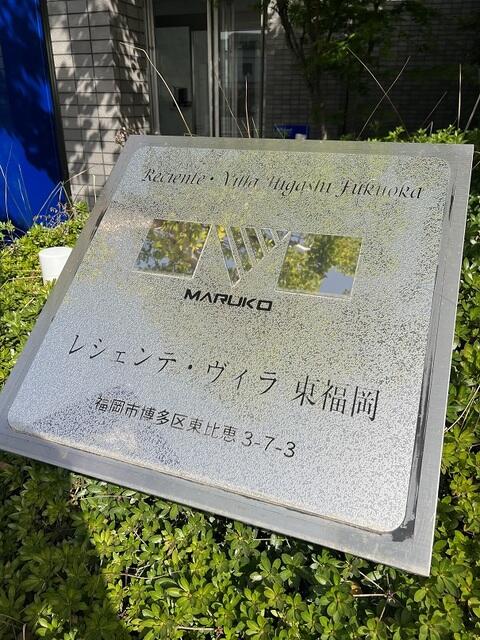 Reciente・Villa Higashi Fukuoka
MARUKO
レシェンテ・ヴィラ 東福岡
福岡市博多区東比恵 3-7-3